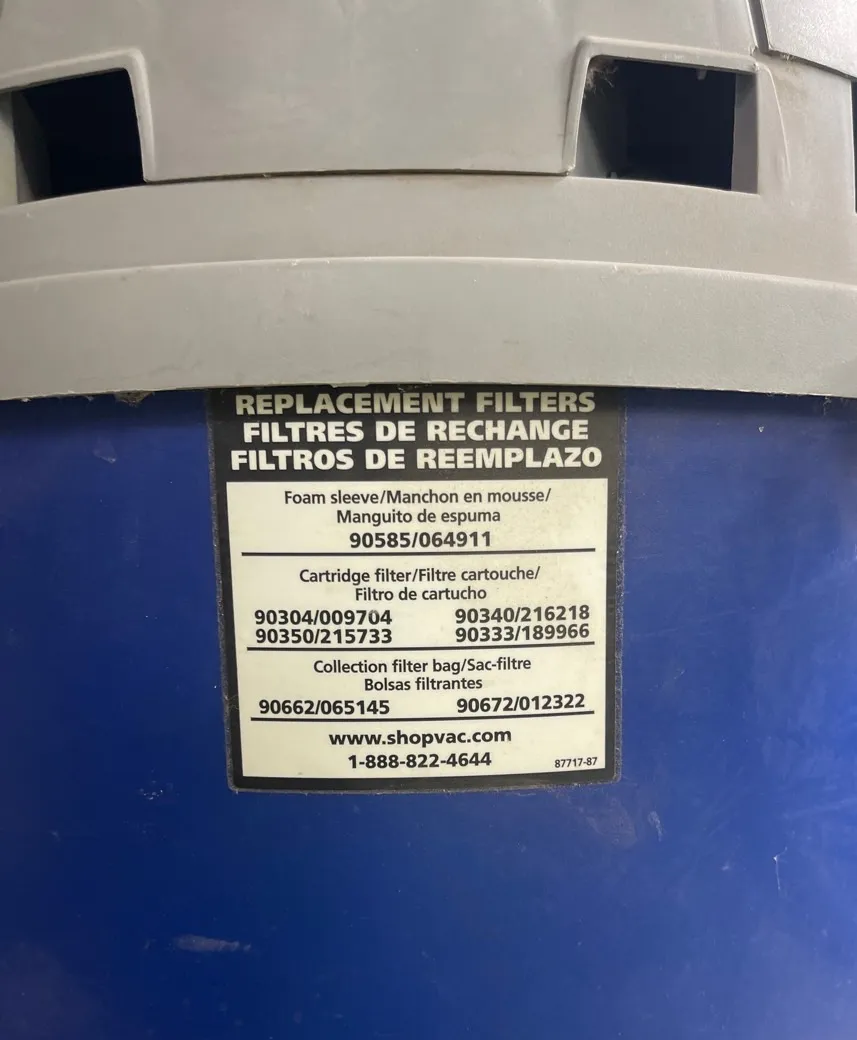 REPLACEMENT FILTERS
FILTRES DE RECHANGE
FILTROS DE REEMPLAZO
Foam sleeve/Manchon en mousse/
Manguito de espuma
90585/064911
Cartridge filter/Filtre cartouche/
Filtro de cartucho
90304/009704 90340/216218
90350/215733 90333/189966
Collection filter bag/Sac-filtre
Bolsas filtrantes
90662/065145 90672/012322
www.shopvac.com
1-888-822-4644 87717-87